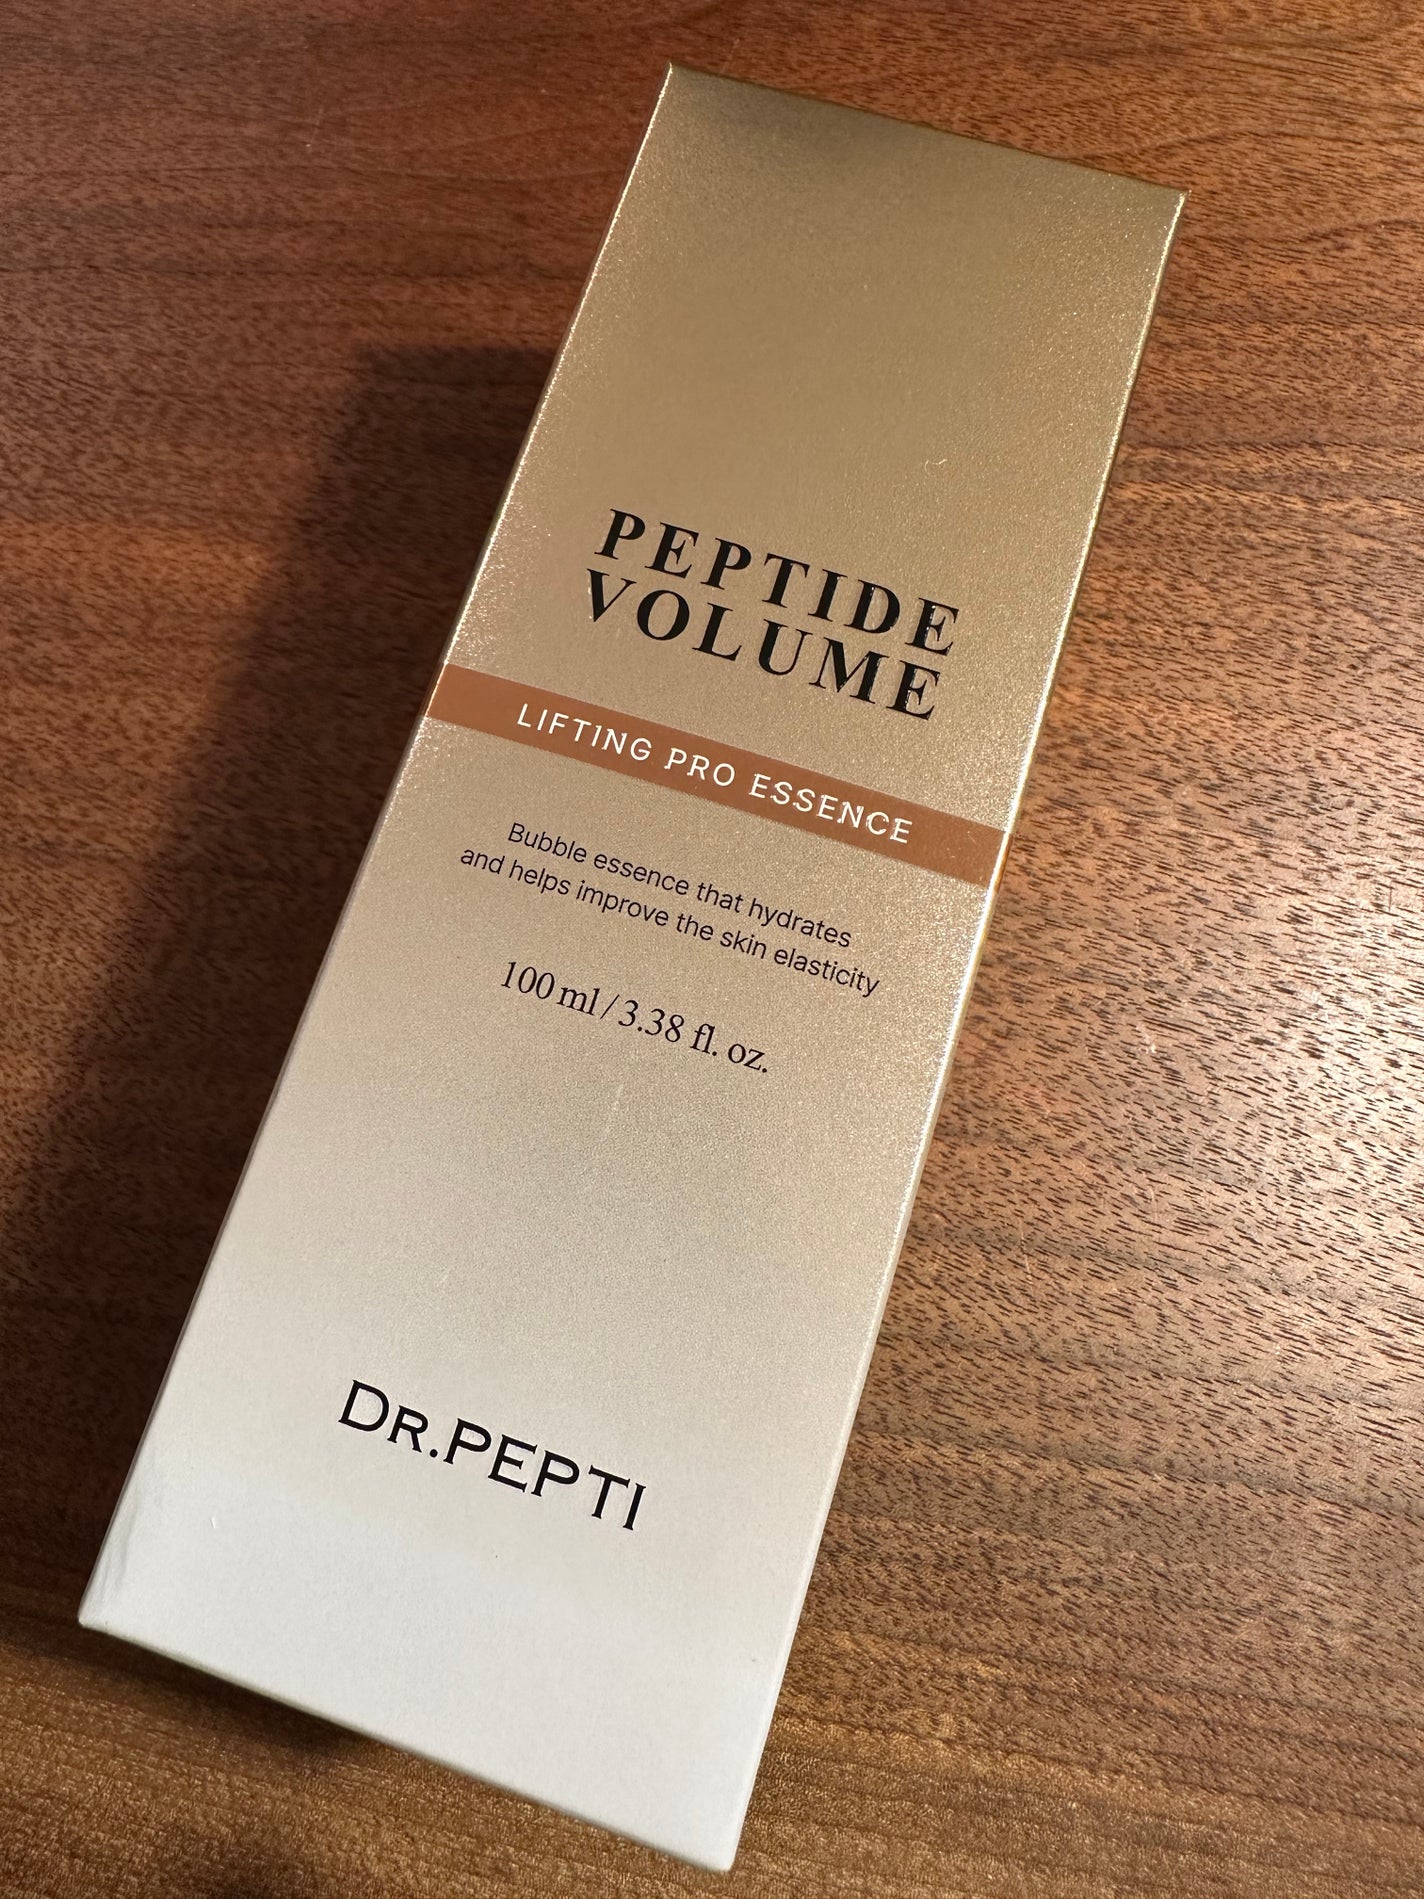 PEPTIDE
VOLUME
LIFTING PRO ESSENCE
Bubble essence that hydrates
and helps improve the skin elasticity
100 ml / 3.38 fl. oz.
DR.PEPTI